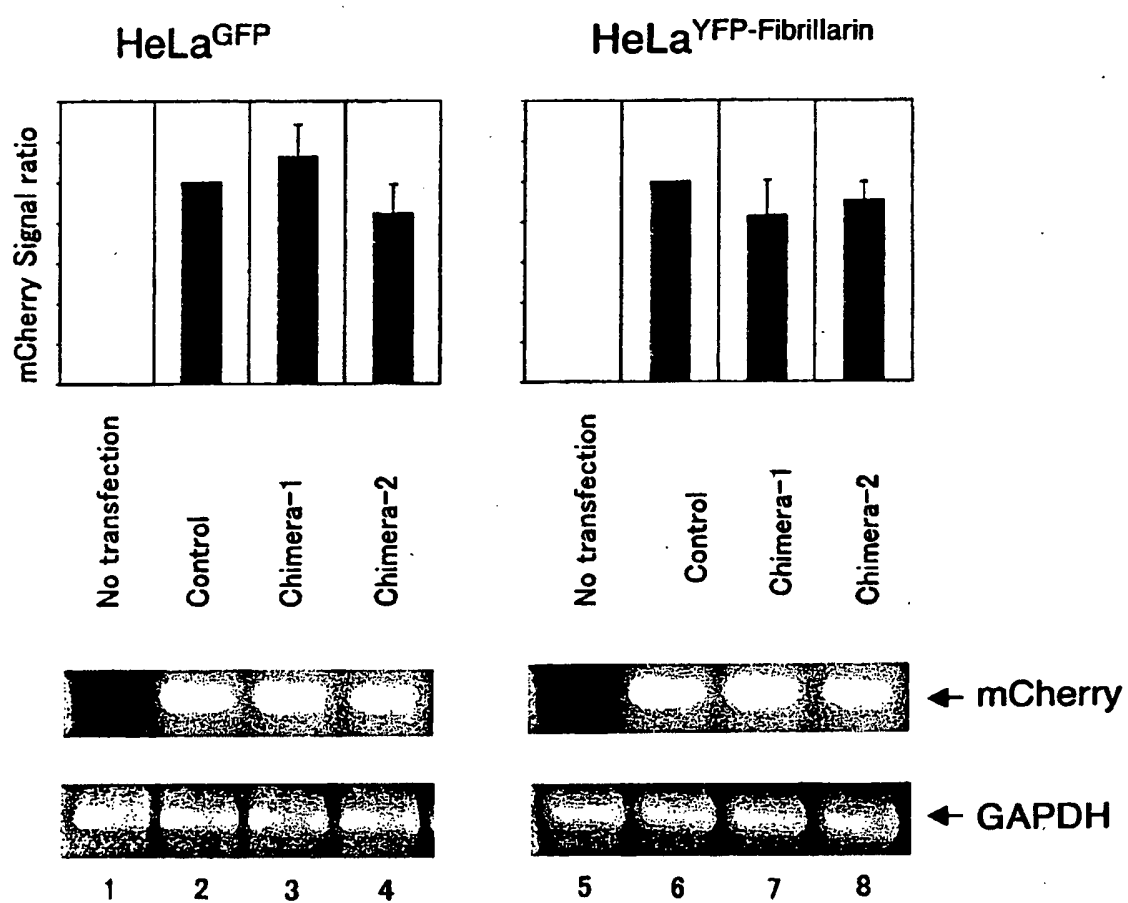 HeLaGFP
HeLaYFP-Fibrillarin
mCherry Signal ratio
No transfection
Control
Chimera-1
Chimera-2
No transfection
Control
Chimera-1
Chimera-2
mCherry
GAPDH
1 2 3 4 5 6 7 8